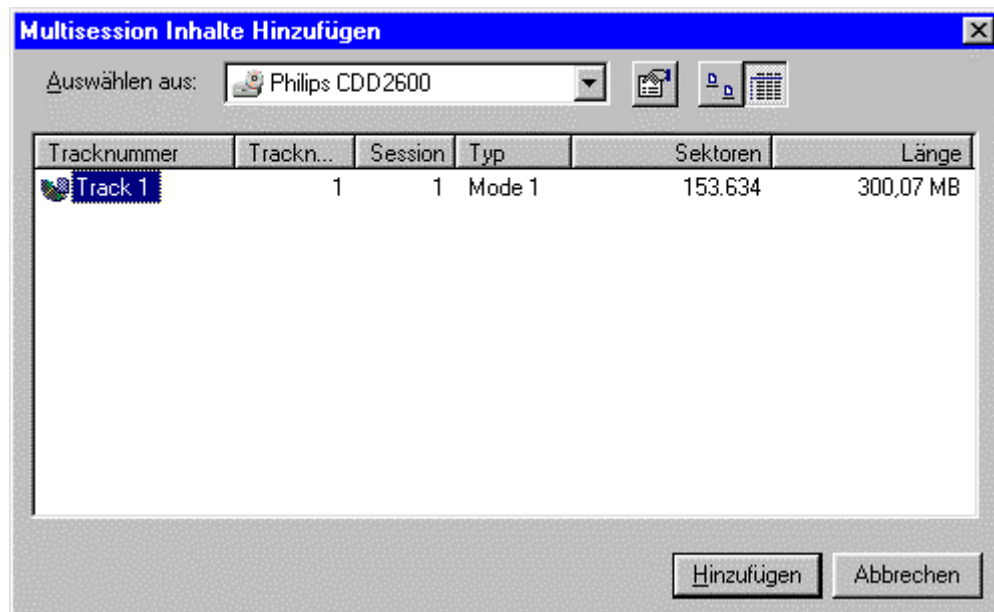 Multisession Inhalte Hinzufügen
Auswählen aus: Philips CDD2600
Tracknummer Trackn... Session Typ Sektoren Länge
Track 1 1 1 Mode 1 153.634 300,07 MB
Hinzufügen Abbrechen